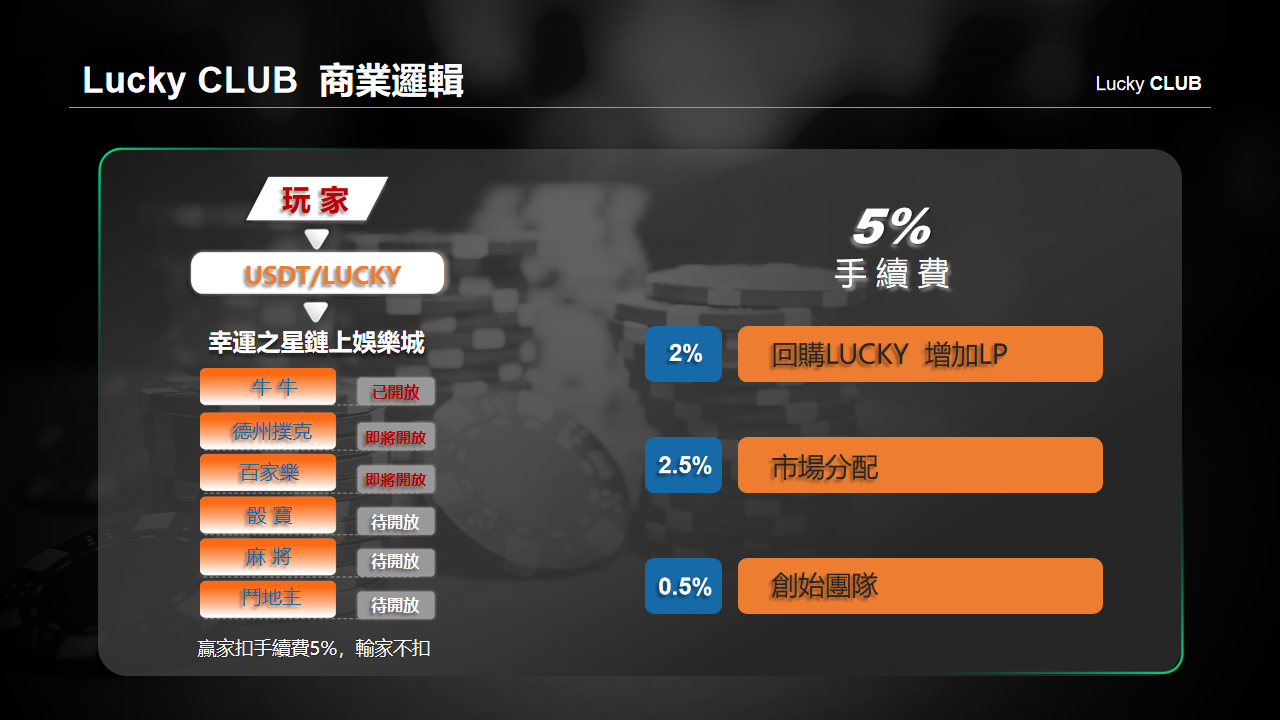 Lucky CLUB 商業邏輯
Lucky CLUB
玩 家
USDT/LUCKY
幸運之星鏈上娛樂城
牛 牛 已開放
德州撲克 即將開放
百家樂 即將開放
骰 寶 待開放
麻 將 待開放
鬥地主 待開放
贏家扣手續費5%，輸家不扣
5%
手 續 費
2% 回購LUCKY 增加LP
2.5% 市場分配
0.5% 創始團隊